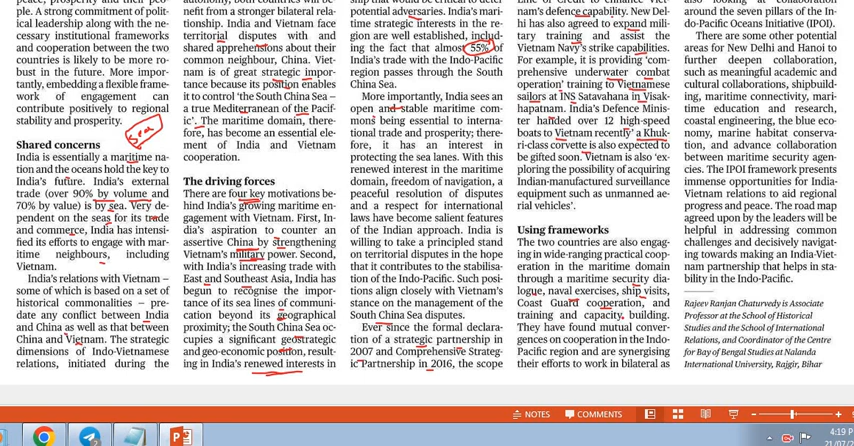 peace, prosperity and their peo-
ple. A strong commitment of polit-
ical leadership along with the ne-
cessary institutional frameworks
and cooperation between the two
countries is likely to be more ro-
bust in the future. More impor-
tantly, embedding a flexible frame-
work of engagement can
contribute positively to regional
stability and prosperity.
Shared concerns
India is essentially a maritime na-
tion and the oceans hold the key to
India's future. India's external
trade (over 90% by volume and
70% by value) is by sea. Very de-
pendent on the seas for its trade
and commerce, India has intensi-
fied its efforts to engage with mar-
itime neighbours, including
Vietnam.
India's relations with Vietnam –
some of which is based on a set of
historical commonalities – pre-
date any conflict between India
and China as well as that between
China and Vietnam. The strategic
dimensions of Indo-Vietnamese
relations, initiated during the
nefit from a stronger bilateral rela-
tionship. India and Vietnam face
territorial disputes with and
shared apprehensions about their
common neighbour, China. Viet-
nam is of great strategic impor-
tance because its position enables
it to control 'the South China Sea –
a true Mediterranean of the Pacif-
ic'. The maritime domain, there-
fore, has become an essential ele-
ment of India and Vietnam
cooperation.
The driving forces
There are four key motivations be-
hind India's growing maritime en-
gagement with Vietnam. First, In-
dia's aspiration to counter an
assertive China by strengthening
Vietnam's military power. Second,
with India's increasing trade with
East and Southeast Asia, India has
begun to recognise the impor-
tance of its sea lines of communi-
cation beyond its geographical
proximity; the South China Sea oc-
cupies a significant geostrategic
and geo-economic position, result-
ing in India's renewed interests in
potential adversaries. India's mari-
time strategic interests in the re-
gion are well established, includ-
ing the fact that almost 55% of
India's trade with the Indo-Pacific
region passes through the South
China Sea.
More importantly, India sees an
open and stable maritime com-
mons being essential to interna-
tional trade and prosperity; there-
fore, it has an interest in
protecting the sea lanes. With this
renewed interest in the maritime
domain, freedom of navigation, a
peaceful resolution of disputes
and a respect for international
laws have become salient features
of the Indian approach. India is
willing to take a principled stand
on territorial disputes in the hope
that it contributes to the stabilisa-
tion of the Indo-Pacific. Such posi-
tions align closely with Vietnam's
stance on the management of the
South China Sea disputes.
Ever since the formal declara-
tion of a strategic partnership in
2007 and Comprehensive Strateg-
ic Partnership in 2016, the scope
nam's defence capability. New Del-
hi has also agreed to expand mili-
tary training and assist the
Vietnam Navy's strike capabilities.
For example, it is providing 'com-
prehensive underwater combat
operation' training to Vietnamese
sailors at INS Satavahana in Visak-
hapatnam. India's Defence Minis-
ter handed over 12 high-speed
boats to Vietnam recently' a Khuk-
ri-class corvette is also expected to
be gifted soon. Vietnam is also 'ex-
ploring the possibility of acquiring
Indian-manufactured surveillance
equipment such as unmanned ae-
rial vehicles'.
Using frameworks
The two countries are also engag-
ing in wide-ranging practical coop-
eration in the maritime domain
through a maritime security dia-
logue, naval exercises, ship visits,
Coast Guard cooperation, and
training and capacity building.
They have found mutual conver-
gences on cooperation in the Indo-
Pacific region and are synergising
their efforts to work in bilateral as
around the seven pillars of the In-
do-Pacific Oceans Initiative (IPOI).
There are some other potential
areas for New Delhi and Hanoi to
further deepen collaboration,
such as meaningful academic and
cultural collaborations, shipbuild-
ing, maritime connectivity, mari-
time education and research,
coastal engineering, the blue eco-
nomy, marine habitat conserva-
tion, and advance collaboration
between maritime security agen-
cies. The IPOI framework presents
immense opportunities for India-
Vietnam relations to aid regional
progress and peace. The road map
agreed upon by the leaders will be
helpful in addressing common
challenges and decisively navigat-
ing towards making an India-Viet-
nam partnership that helps in sta-
bility in the Indo-Pacific.
Rajeev Ranjan Chaturvedy is Associate
Professor at the School of Historical
Studies and the School of International
Relations, and Coordinator of the Centre
for Bay of Bengal Studies at Nalanda
International University, Rajgir, Bihar
NOTES
COMMENTS
4:19 P